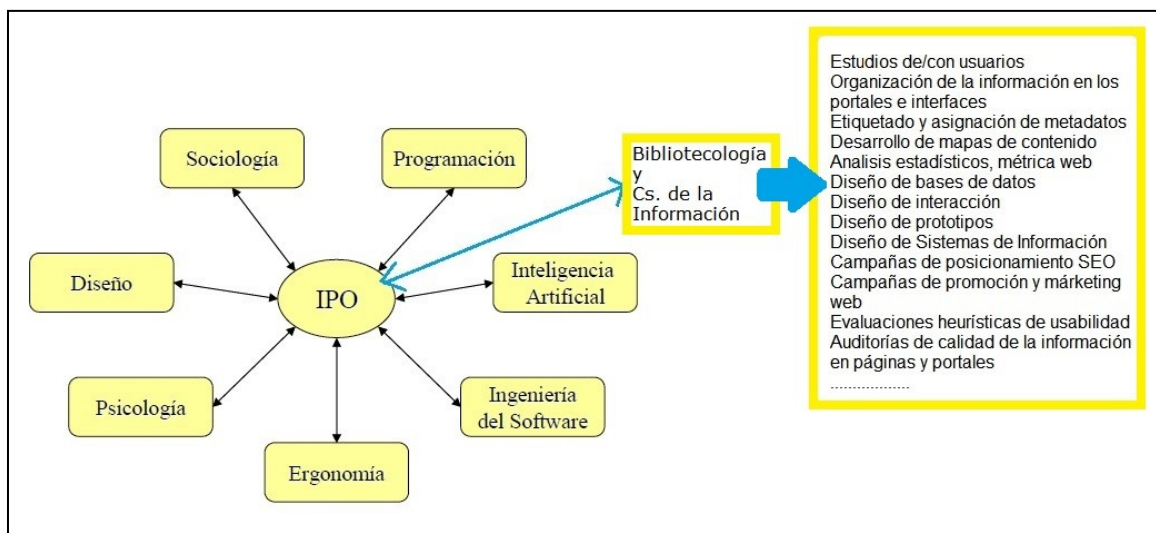 Sociología
Programación
Diseño
IPO
Inteligencia
Artificial
Psicología
Ingeniería
del Software
Ergonomía
Bibliotecología
y
Cs. de la
Información
Estudios de/con usuarios
Organización de la información en los
portales e interfaces
Etiquetado y asignación de metadatos
Desarrollo de mapas de contenido
Analisis estadísticos, métrica web
Diseño de bases de datos
Diseño de interacción
Diseño de prototipos
Diseño de Sistemas de Información
Campañas de posicionamiento SEO
Campañas de promoción y márketing
web
Evaluaciones heurísticas de usabilidad
Auditorías de calidad de la información
en páginas y portales
..................